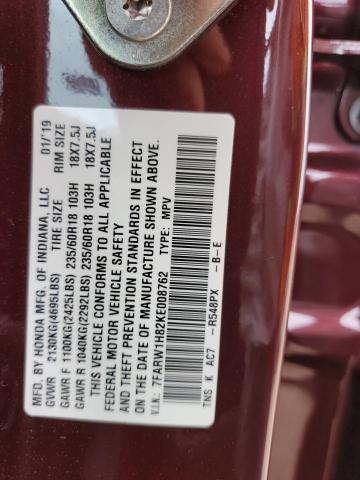 MFD. BY HONDA MFG. OF INDIANA, LLC 01/'19
GVWR 2130KG(4695LBS) TIRE SIZE RIM SIZE
GAWR F 1100KG(2425LBS) 235/60R18 103H 18X7.5J
GAWR R 1040KG(2292LBS) 235/60R18 103H 18X7.5J
THIS VEHICLE CONFORMS TO ALL APPLICABLE
FEDERAL MOTOR VEHICLE SAFETY
AND THEFT PREVENTION STANDARDS IN EFFECT
ON THE DATE OF MANUFACTURE SHOWN ABOVE.
V.I.N.: 7FARW1H82KE008762 TYPE: MPV
TNS K AC7 -R548PX -B-E